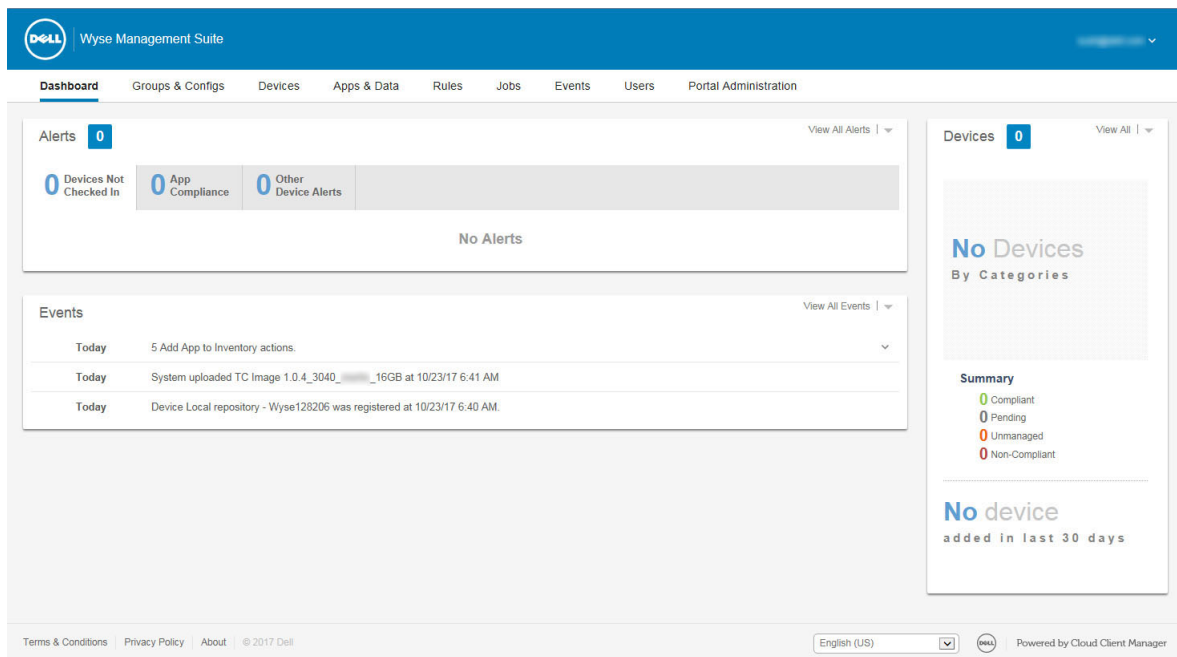 DELL Wyse Management Suite
Dashboard Groups & Configs Devices Apps & Data Rules Jobs Events Users Portal Administration
Alerts 0
View All Alerts
0 Devices Not Checked In
0 App Compliance
0 Other Device Alerts
No Alerts
Events
View All Events
Today 5 Add App to Inventory actions.
Today System uploaded TC Image 1.0.4_3040_ _16GB at 10/23/17 6:41 AM
Today Device Local repository - Wyse128206 was registered at 10/23/17 6:40 AM.
Devices 0
View All
No Devices
By Categories
Summary
0 Compliant
0 Pending
0 Unmanaged
0 Non-Compliant
No device
added in last 30 days
Terms & Conditions Privacy Policy About © 2017 Dell
English (US)
DELL
Powered by Cloud Client Manager